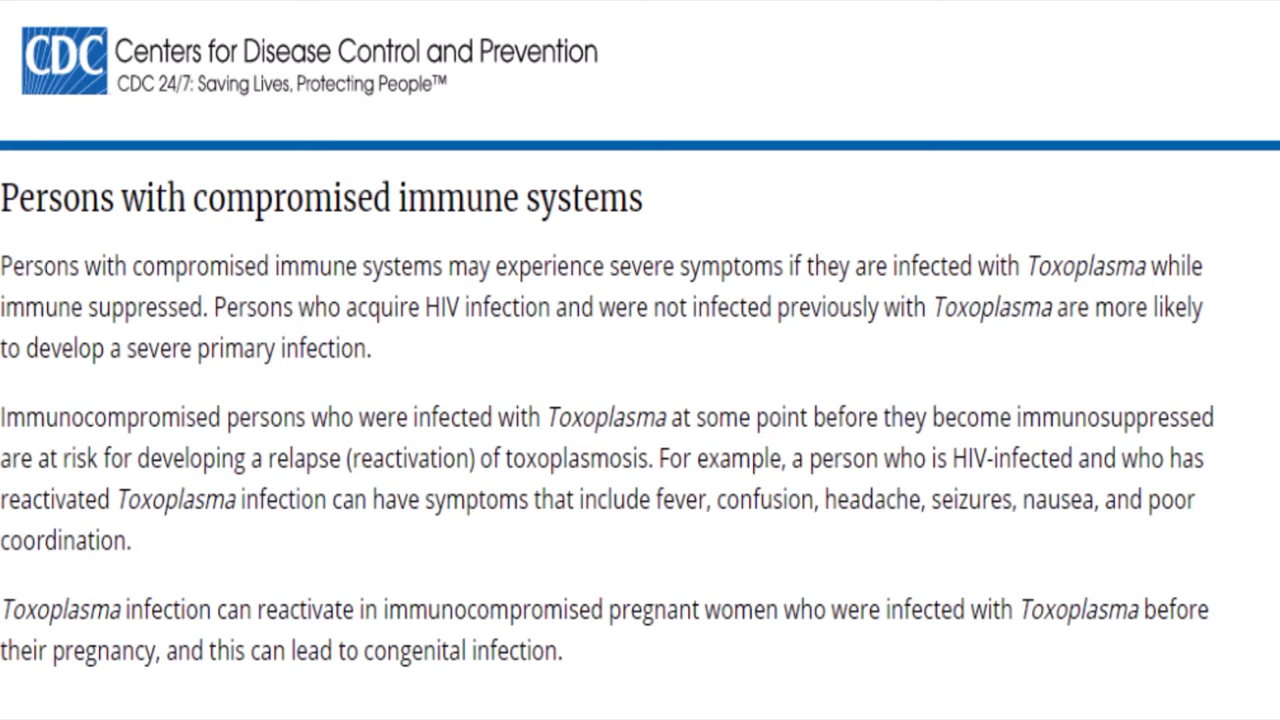 CDC
Centers for Disease Control and Prevention
CDC 24/7: Saving Lives, Protecting People™
Persons with compromised immune systems
Persons with compromised immune systems may experience severe symptoms if they are infected with Toxoplasma while
immune suppressed. Persons who acquire HIV infection and were not infected previously with Toxoplasma are more likely
to develop a severe primary infection.
Immunocompromised persons who were infected with Toxoplasma at some point before they become immunosuppressed
are at risk for developing a relapse (reactivation) of toxoplasmosis. For example, a person who is HIV-infected and who has
reactivated Toxoplasma infection can have symptoms that include fever, confusion, headache, seizures, nausea, and poor
coordination.
Toxoplasma infection can reactivate in immunocompromised pregnant women who were infected with Toxoplasma before
their pregnancy, and this can lead to congenital infection.